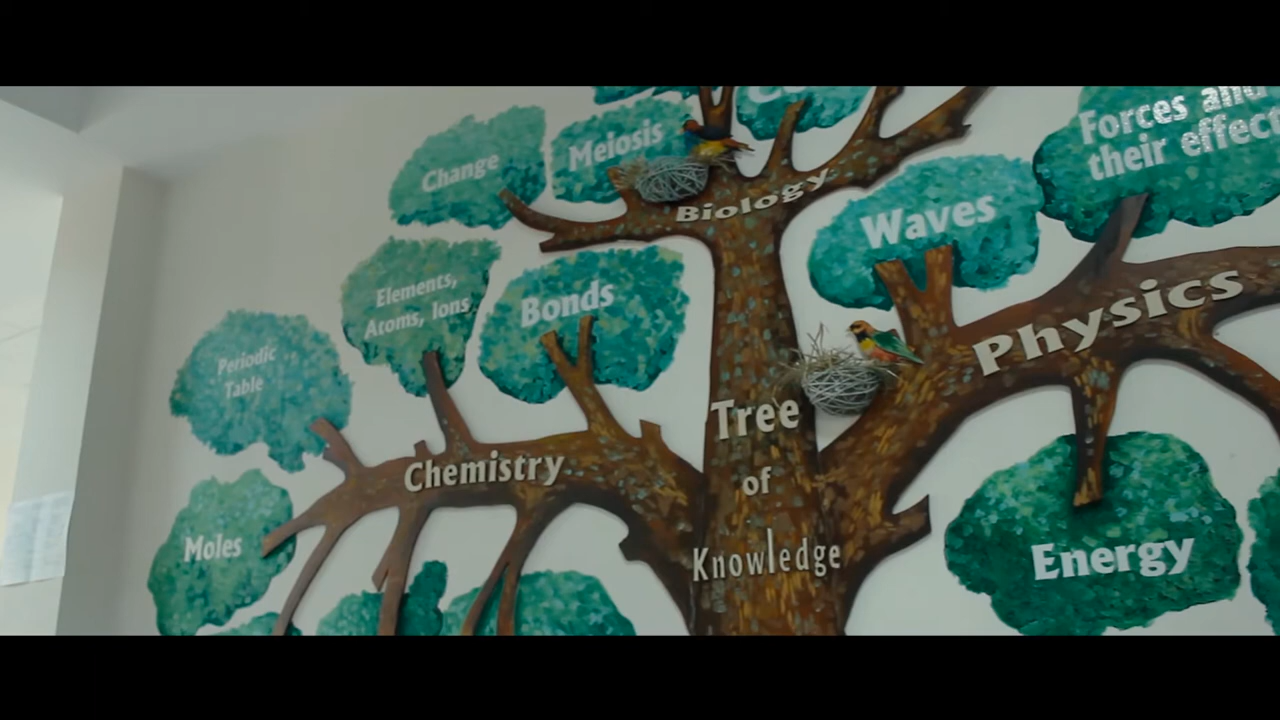 Forces and
their effect
Change
Meiosis
Biology
Waves
Elements,
Atoms, Ions
Bonds
Physics
Periodic
Table
Tree
of
Knowledge
Chemistry
Moles
Energy